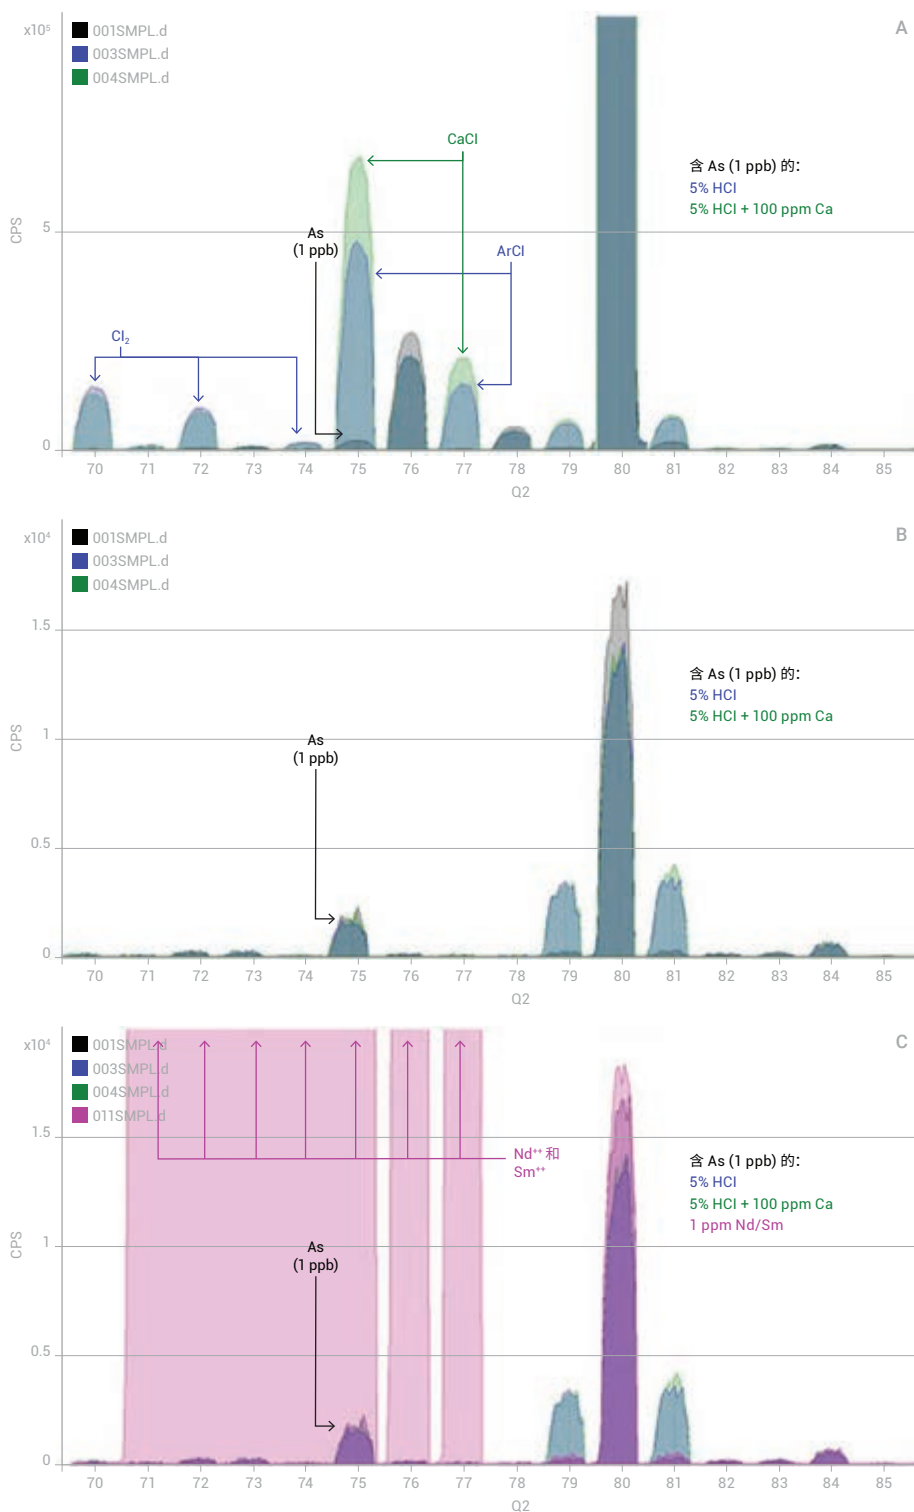 A
x10⁵
001SMPL.d
003SMPL.d
004SMPL.d
CaCl
含 As (1 ppb) 的：
5% HCl
5% HCl + 100 ppm Ca
CPS
5
As
(1 ppb)
ArCl
Cl₂
0
70 71 72 74 75 76 77 78 79 80 81 82 83 84 85
Q2
B
x10⁴
001SMPL.d
003SMPL.d
004SMPL.d
1.5
含 As (1 ppb) 的：
5% HCl
5% HCl + 100 ppm Ca
CPS
1
As
(1 ppb)
0.5
0
70 71 72 73 74 75 76 77 78 79 80 81 82 83 84 85
Q2
C
x10⁴
001SMPL.d
003SMPL.d
004SMPL.d
011SMPL.d
1.5
Nd⁺⁺ 和
Sm⁺⁺
含 As (1 ppb) 的：
5% HCl
5% HCl + 100 ppm Ca
1 ppm Nd/Sm
CPS
1
As
(1 ppb)
0.5
0
70 71 72 73 74 75 76 77 78 79 80 81 82 83 84 85
Q2